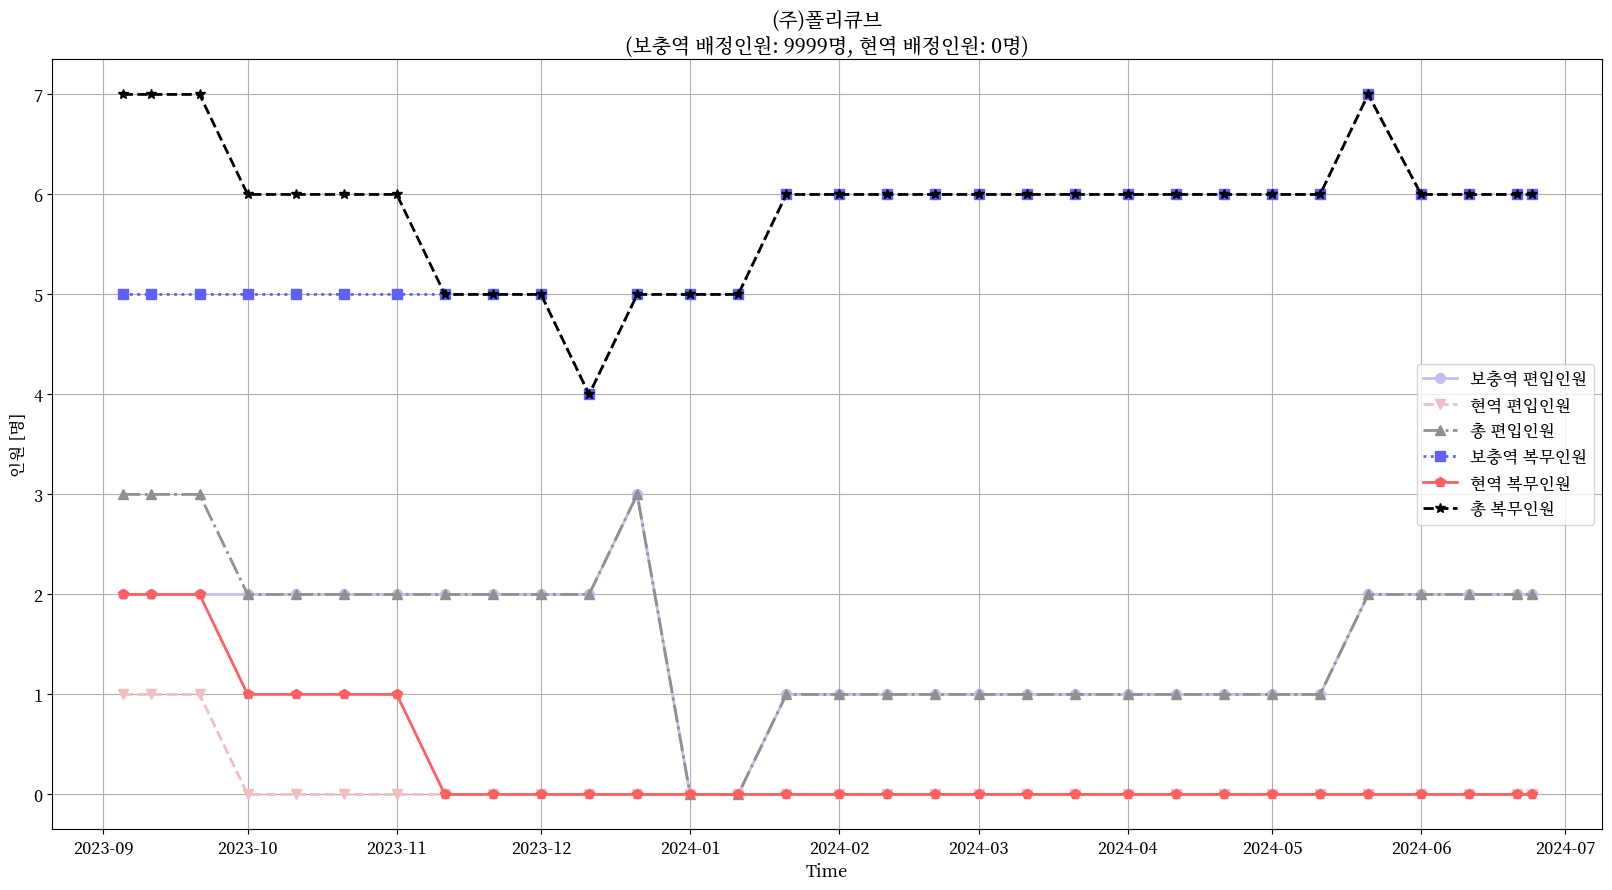 (주)폴리큐브
(보충역 배정인원: 9999명, 현역 배정인원: 0명)
인원 [명]
7
6
5
4
3
2
1
0
보충역 편입인원
현역 편입인원
총 편입인원
보충역 복무인원
현역 복무인원
총 복무인원
2023-09
2023-10
2023-11
2023-12
2024-01
2024-02
2024-03
2024-04
2024-05
2024-06
2024-07
Time